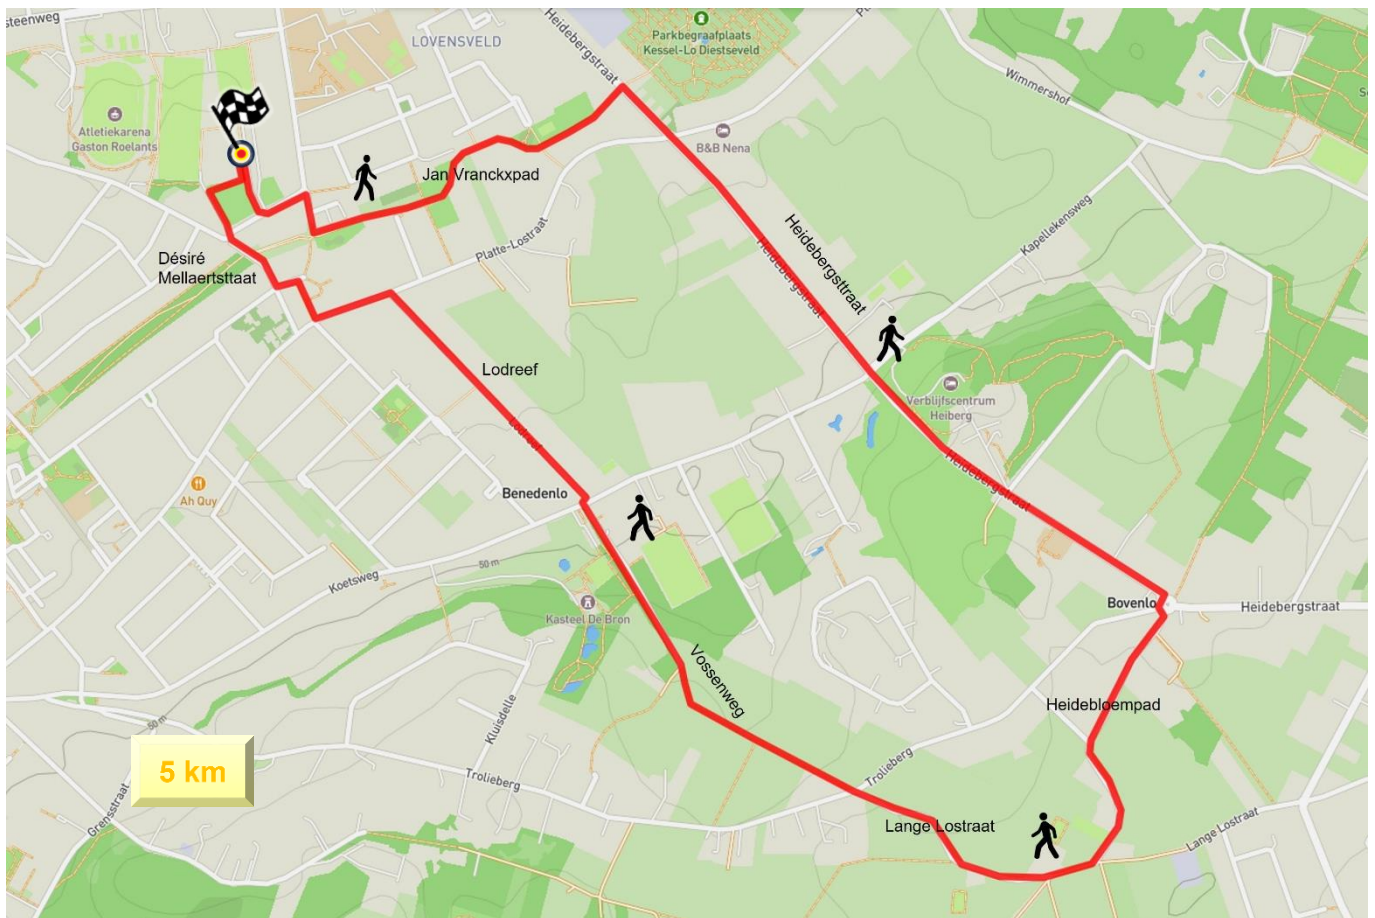 steenweg
Heidebergstraat
LOVENSVELD
Parkbegraafplaats
Kessel-Lo Diestseveld
Wimmershof
Atletiekarena
Gaston Roelants
B&B Nena
Jan Vranckxpad
Platte-Lostraat
Kapellekensweg
Heidebergsttraat
Heidebergstraat
Désiré
Mellaertsttaat
Lodreef
Lodreef
Verblijfscentrum
Heiberg
Heidebergstraat
Ah Quy
Benedenlo
Koetsweg
50 m
Kasteel De Bron
Bovenlo
Heidebergstraat
Vossenweg
Heidebloempad
Kluisdelle
50 m
5 km
Trolieberg
Trolieberg
Grensstraat
Lange Lostraat
Lange Lostraat